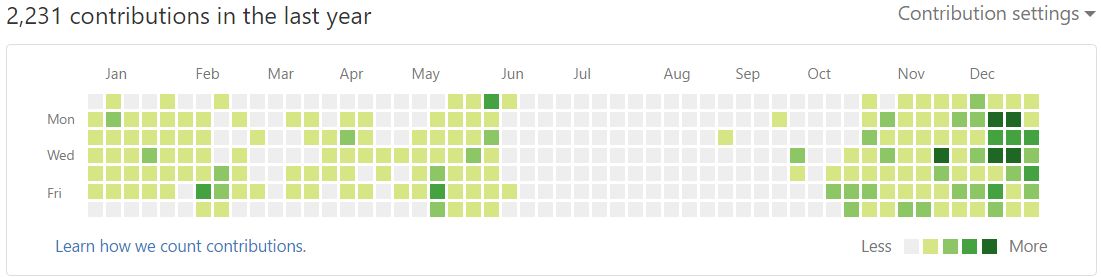 2,231 contributions in the last year
Contribution settings
Jan Feb Mar Apr May Jun Jul Aug Sep Oct Nov Dec
Mon
Wed
Fri
Learn how we count contributions.
Less More